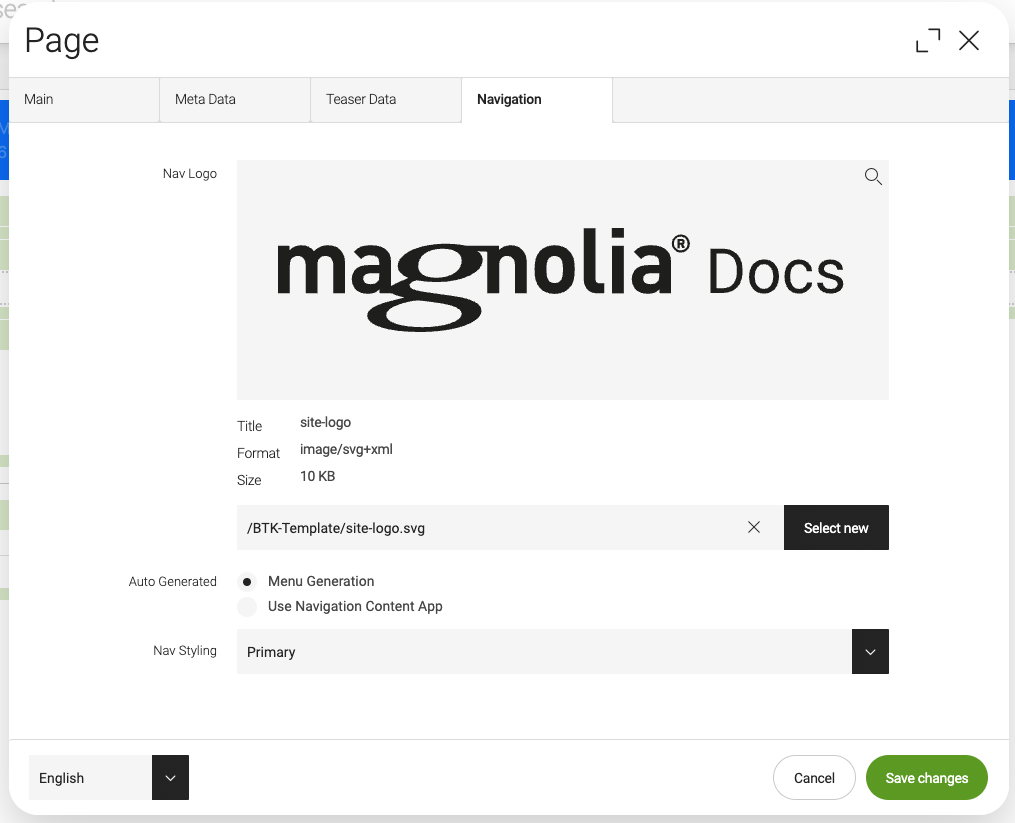 Page
Main
Meta Data
Teaser Data
Navigation
Nav Logo
magnolia® Docs
Title
site-logo
Format
image/svg+xml
Size
10 KB
/BTK-Template/site-logo.svg
Select new
Auto Generated
Menu Generation
Use Navigation Content App
Nav Styling
Primary
English
Cancel
Save changes